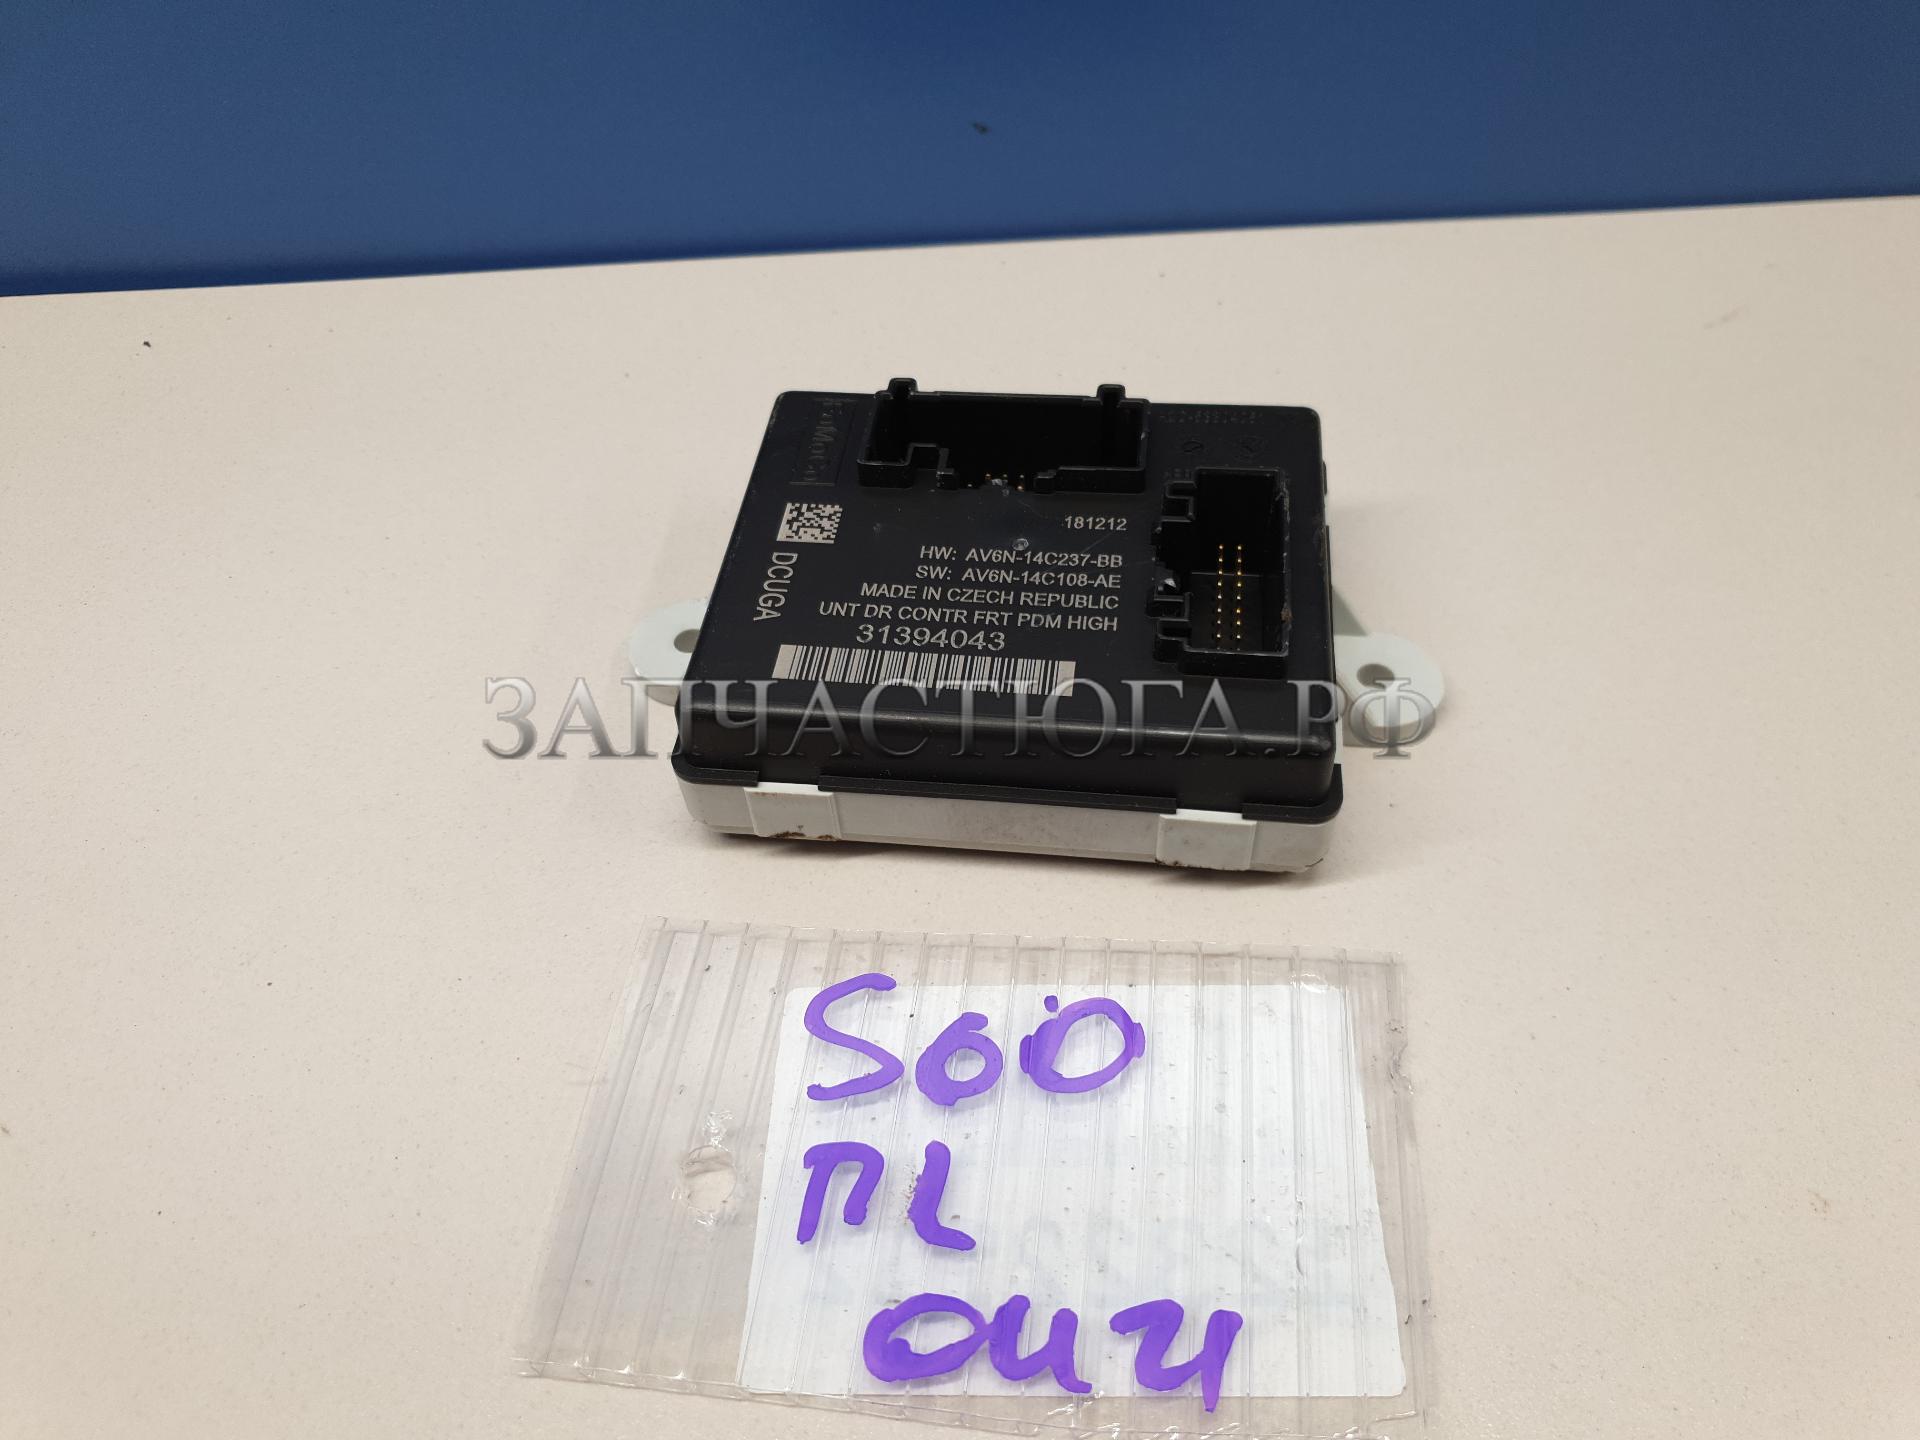 FoMoCo
181212
HW: AV6N-14C237-BB
SW: AV6N-14C108-AE
MADE IN CZECH REPUBLIC
UNT DR CONTR FRT PDM HIGH
31394043
DCUGA
ЗАПЧАСТЮГА.РФ
S60
ПL